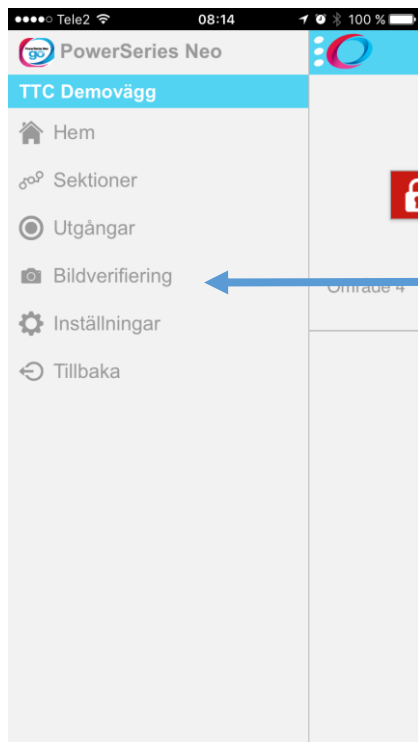 Tele2 08:14 100 %
PowerSeries Neo
TTC Demovägg
Hem
Sektioner
Utgångar
Bildverifiering
Område 4
Inställningar
Tillbaka